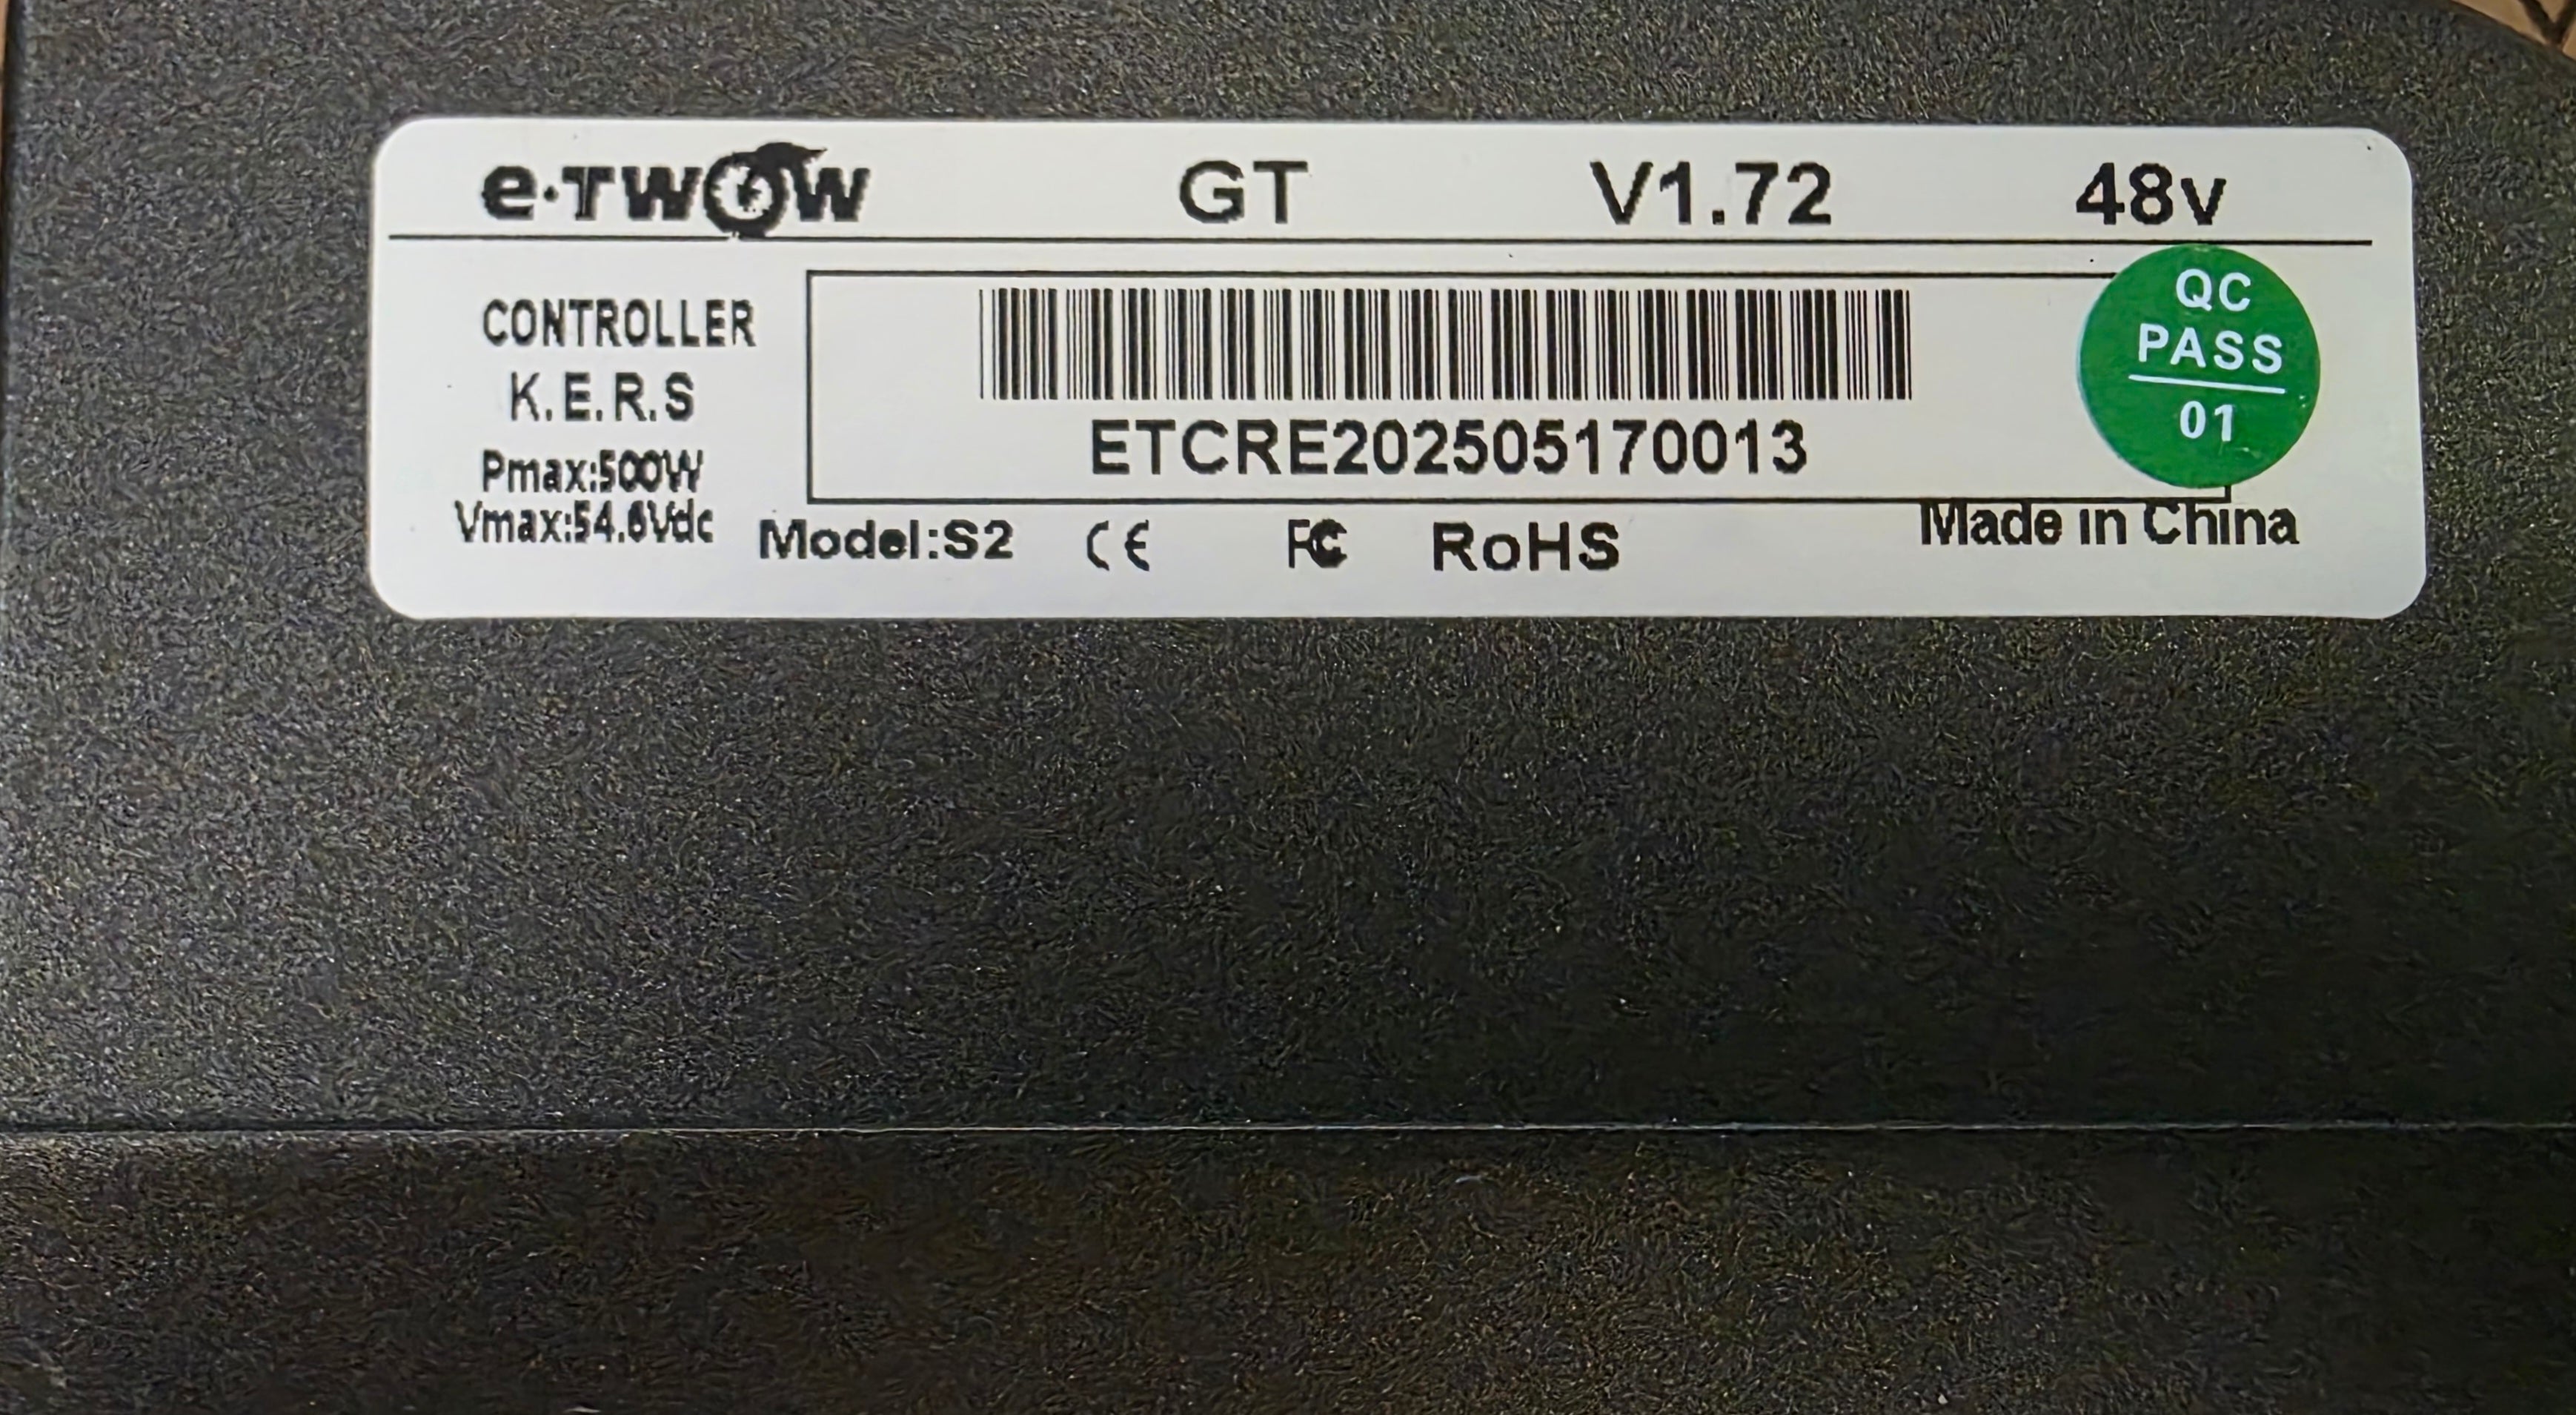 e·TWOW GT V1.72 48v
CONTROLLER
K.E.R.S
Pmax:500W
Vmax:54.6Vdc
ETCRE202505170013
QC
PASS
01
Model:S2 CE FC RoHS Made in China